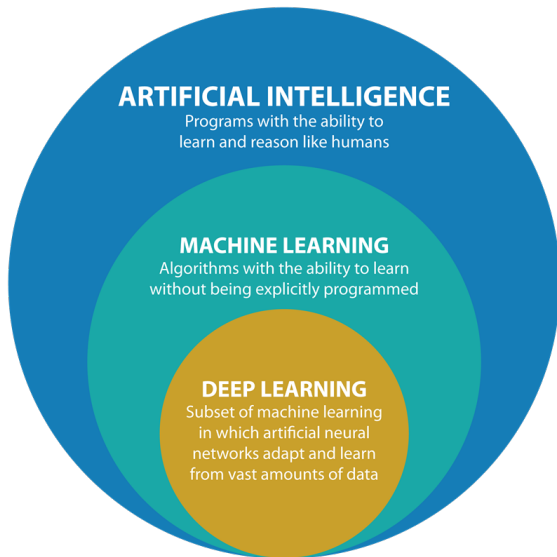 ARTIFICIAL INTELLIGENCE
Programs with the ability to
learn and reason like humans
MACHINE LEARNING
Algorithms with the ability to learn
without being explicitly programmed
DEEP LEARNING
Subset of machine learning
in which artificial neural
networks adapt and learn
from vast amounts of data